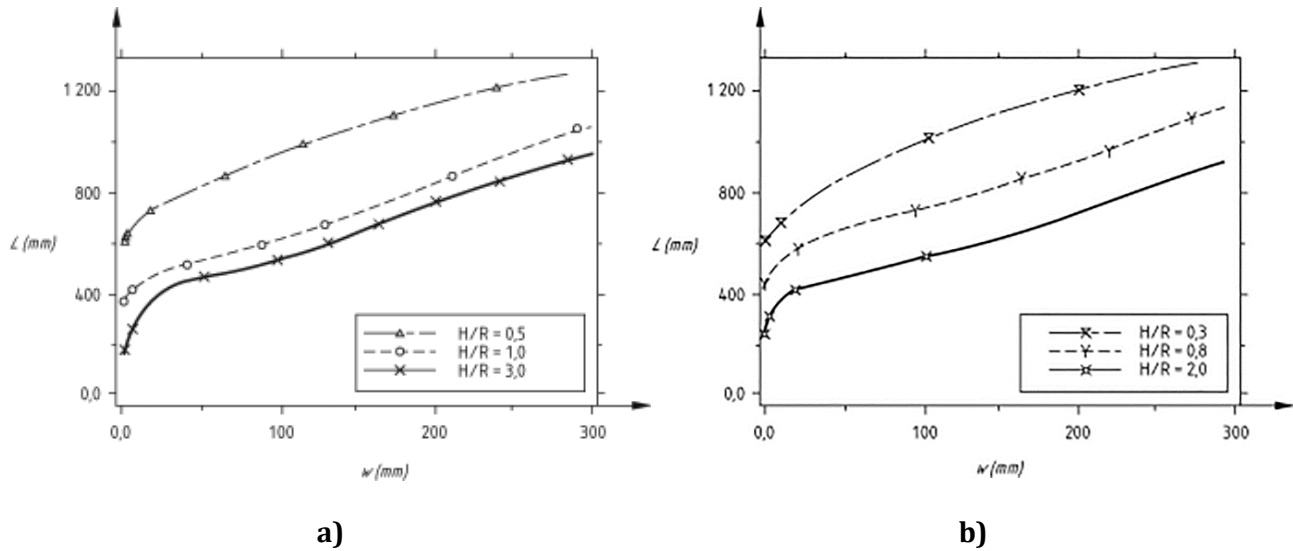 1 200
800
L (mm)
400
0,0
H/R = 0,5
H/R = 1,0
H/R = 3,0
0,0
100
200
300
w (mm)
a)
1 200
800
L (mm)
400
0,0
H/R = 0,3
H/R = 0,8
H/R = 2,0
0,0
100
200
300
w (mm)
b)